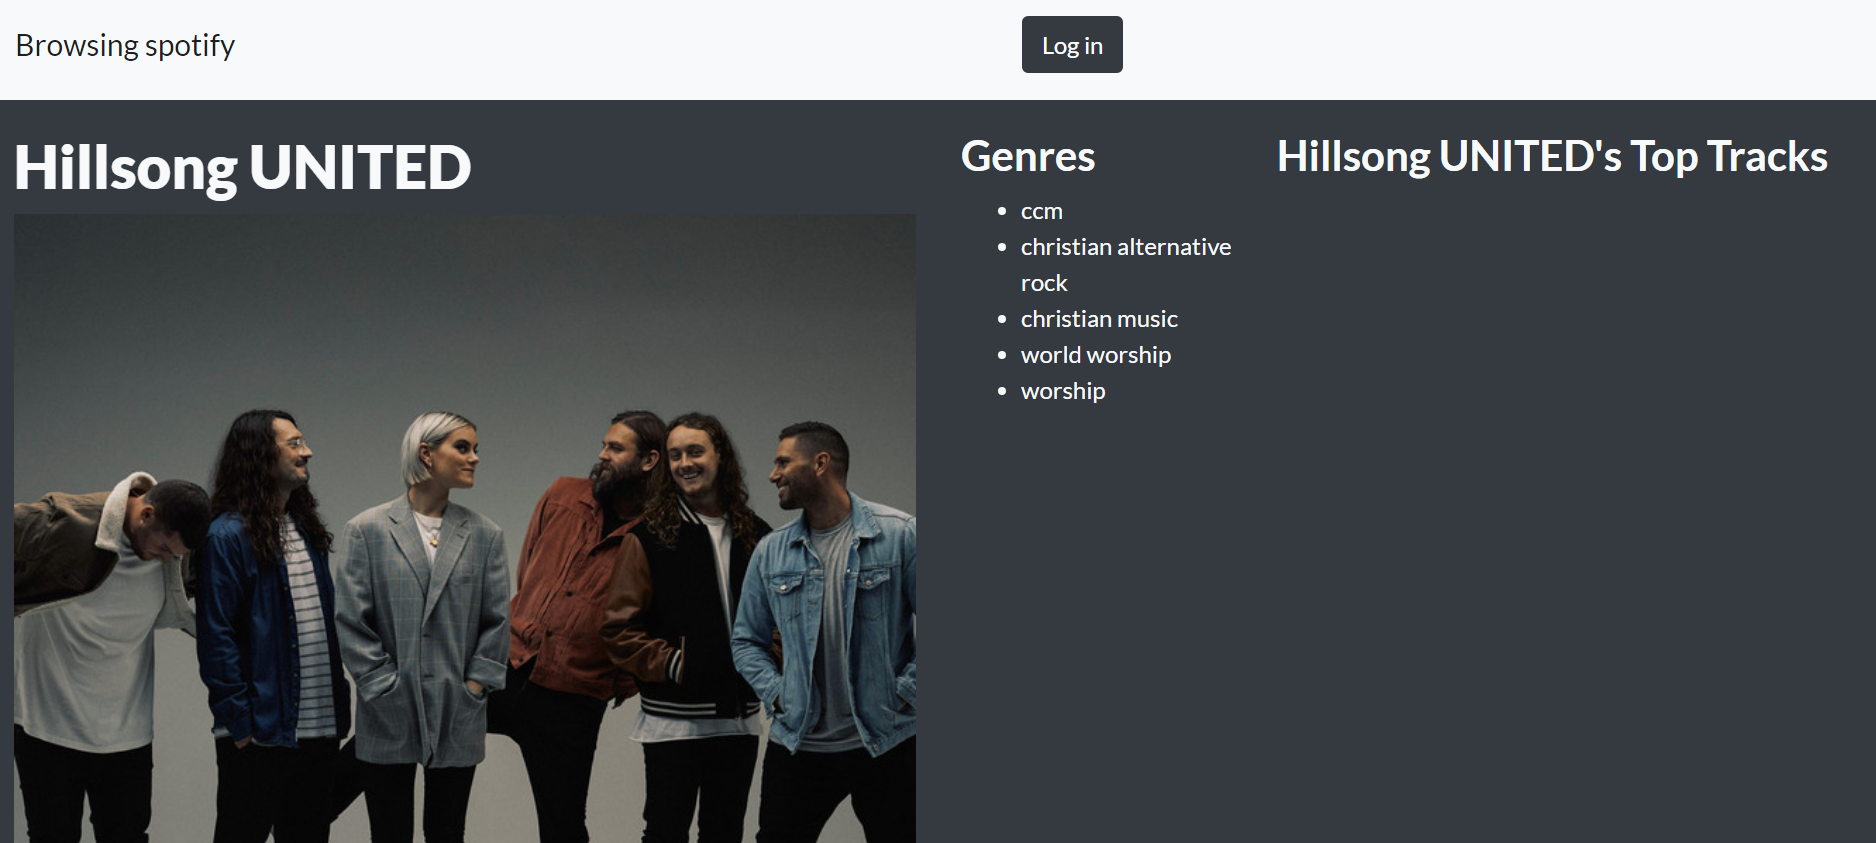 Browsing spotify
Log in
Hillsong UNITED
Genres
ccm
christian alternative
rock
christian music
world worship
worship
Hillsong UNITED's Top Tracks